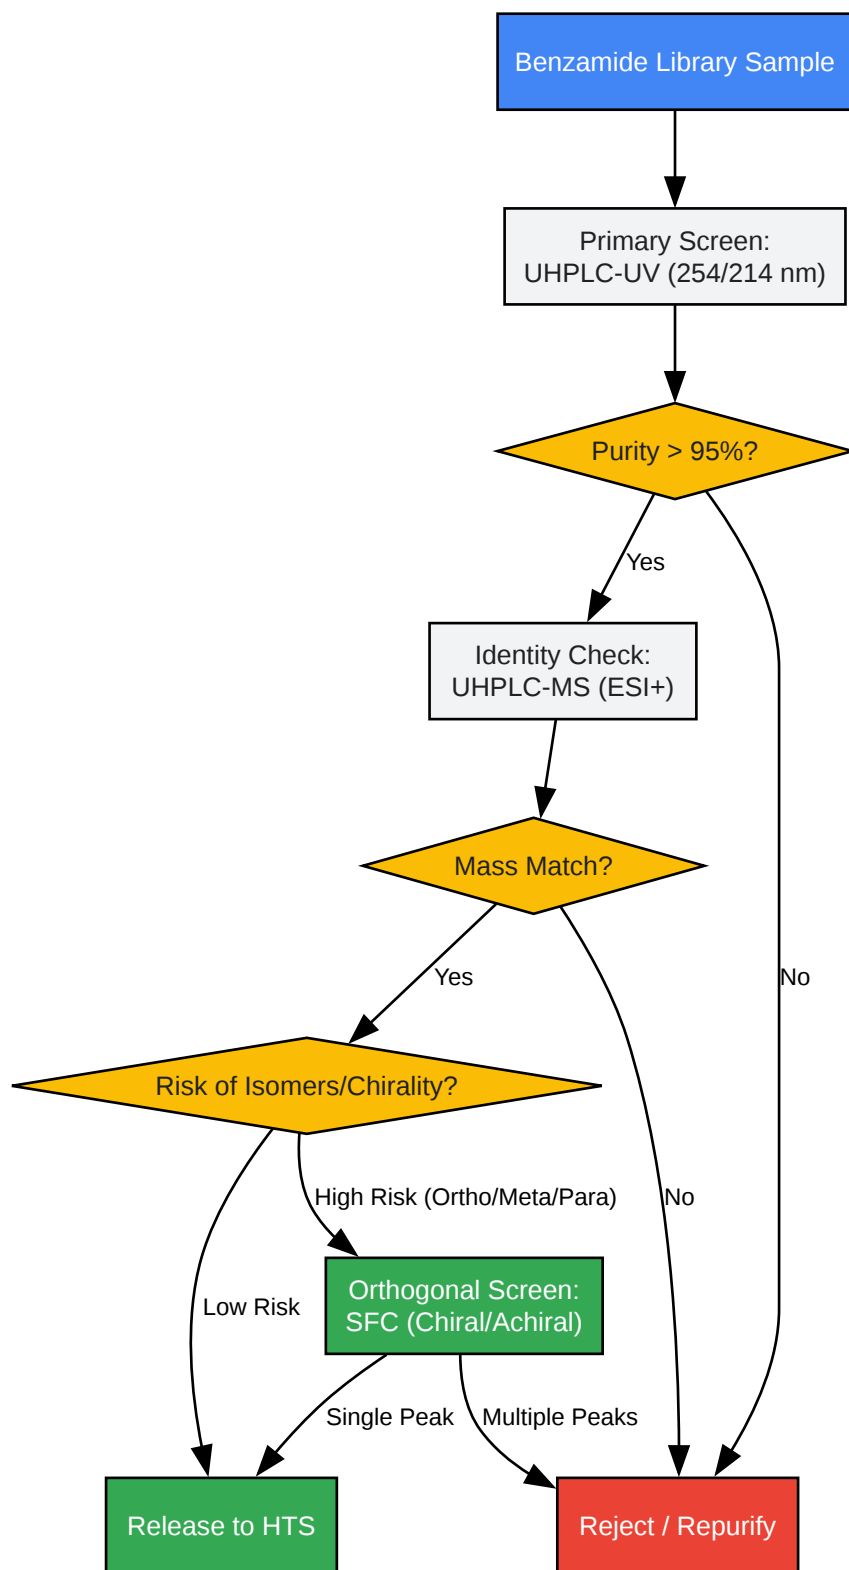 Benzamide Library Sample
Primary Screen:
UHPLC-UV (254/214 nm)
Purity > 95%?
Yes
Identity Check:
UHPLC-MS (ESI+)
Mass Match?
Yes
No
Risk of Isomers/Chirality?
High Risk (Ortho/Meta/Para)
No
Orthogonal Screen:
SFC (Chiral/Achiral)
Low Risk
Single Peak
Multiple Peaks
Release to HTS
Reject / Repurify